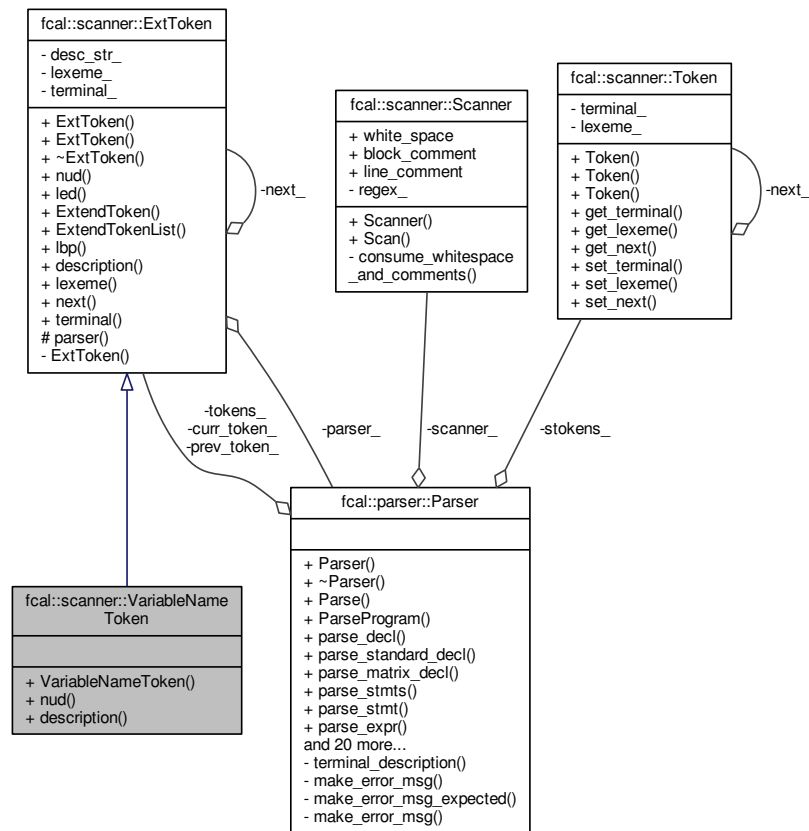 fcal::scanner::ExtToken
- desc_str_
- lexeme_
- terminal_
+ ExtToken()
+ ExtToken()
+ ~ExtToken()
+ nud()
+ led()
+ ExtendToken()
+ ExtendTokenList()
+ lbp()
+ description()
+ lexeme()
+ next()
+ terminal()
# parser()
- ExtToken()
-next_
fcal::scanner::Scanner
+ white_space
+ block_comment
+ line_comment
- regex_
+ Scanner()
+ Scan()
- consume_whitespace
_and_comments()
fcal::scanner::Token
- terminal_
- lexeme_
+ Token()
+ Token()
+ Token()
+ get_terminal()
+ get_lexeme()
+ get_next()
+ set_terminal()
+ set_lexeme()
+ set_next()
-next_
-tokens_
-curr_token_
-prev_token_
-parser_
-scanner_
-stokens_
fcal::scanner::VariableName
Token
+ VariableNameToken()
+ nud()
+ description()
fcal::parser::Parser
+ Parser()
+ ~Parser()
+ Parse()
+ ParseProgram()
+ parse_decl()
+ parse_standard_decl()
+ parse_matrix_decl()
+ parse_stmts()
+ parse_stmt()
+ parse_expr()
and 20 more...
- terminal_description()
- make_error_msg()
- make_error_msg_expected()
- make_error_msg()